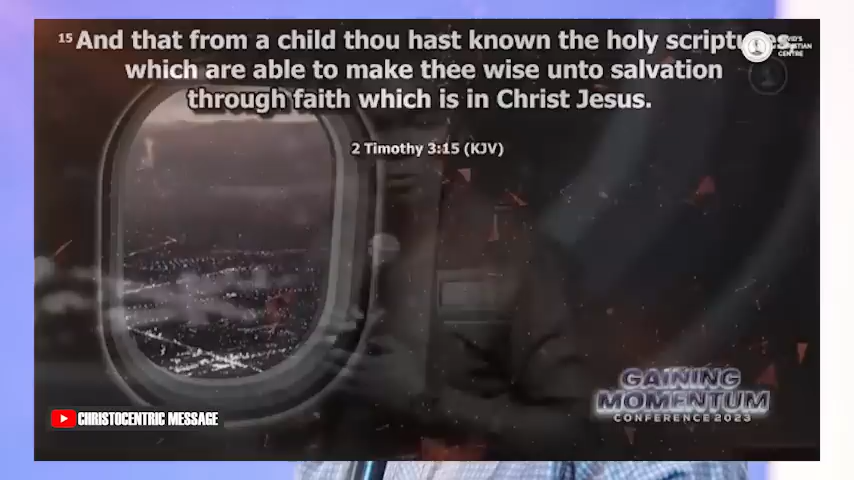 15 And that from a child thou hast known the holy
which are able to make thee wise unto salvation
through faith which is in Christ Jesus.
2 Timothy 3:15 (KJV)
GAINING
MOMENTUM
CONFERENCE 2023
CHRISTOCENTRIC MESSAGE
CENTRE